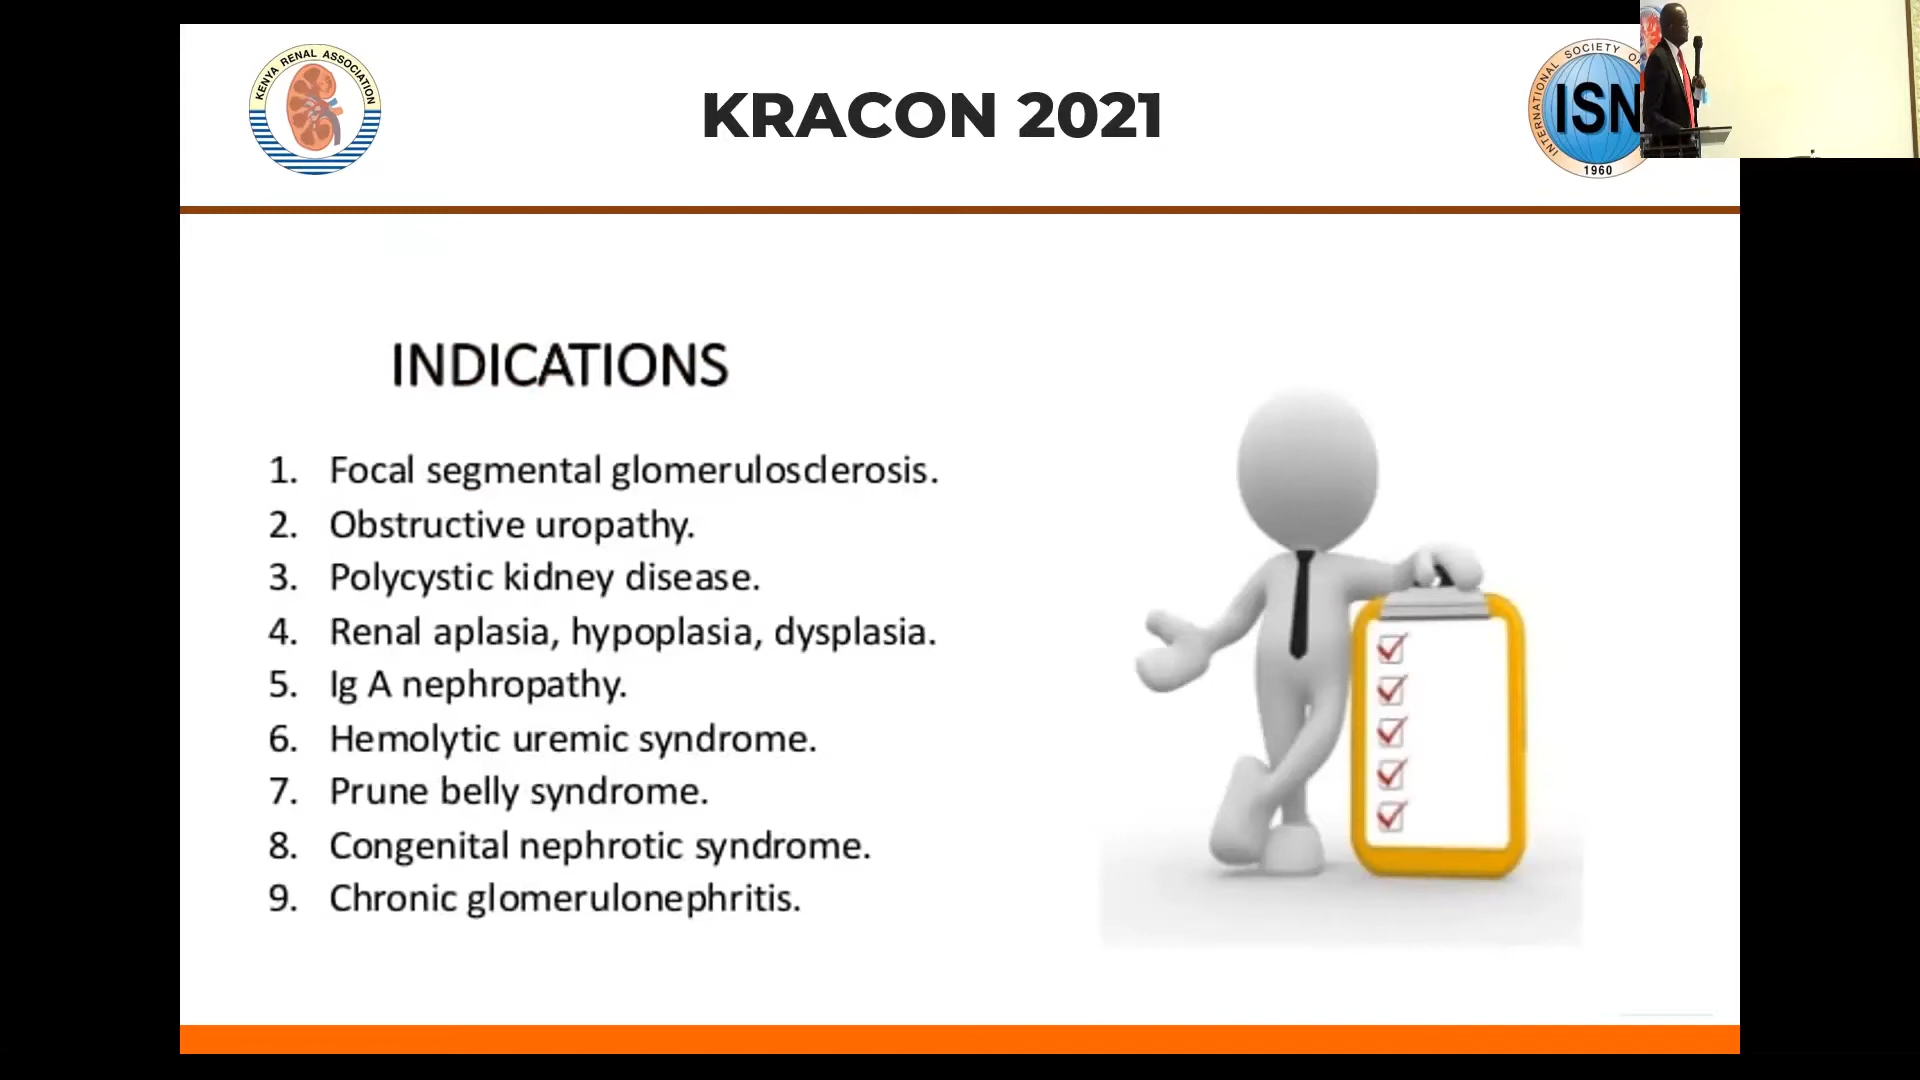 KENYA RENAL ASSOCIATION
KRACON 2021
INTERNATIONAL SOCIETY
ISN
1960
INDICATIONS
1. Focal segmental glomerulosclerosis.
2. Obstructive uropathy.
3. Polycystic kidney disease.
4. Renal aplasia, hypoplasia, dysplasia.
5. Ig A nephropathy.
6. Hemolytic uremic syndrome.
7. Prune belly syndrome.
8. Congenital nephrotic syndrome.
9. Chronic glomerulonephritis.